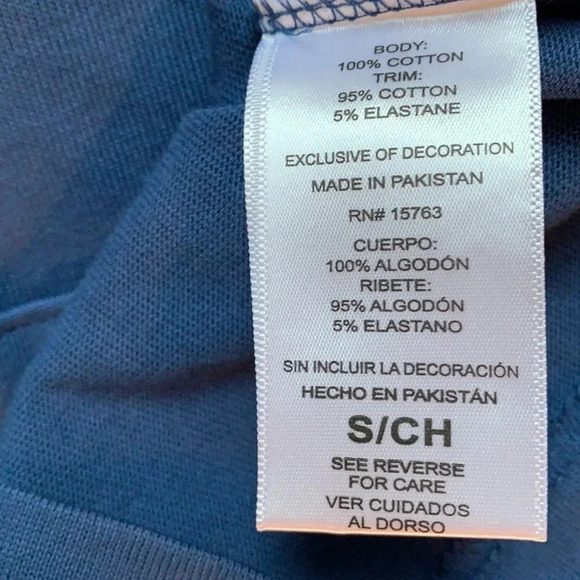 BODY:
100% COTTON
TRIM:
95% COTTON
5% ELASTANE
EXCLUSIVE OF DECORATION
MADE IN PAKISTAN
RN# 15763
CUERPO:
100% ALGODÓN
RIBETE:
95% ALGODÓN
5% ELASTANO
SIN INCLUIR LA DECORACIÓN
HECHO EN PAKISTÁN
S/CH
SEE REVERSE
FOR CARE
VER CUIDADOS
AL DORSO